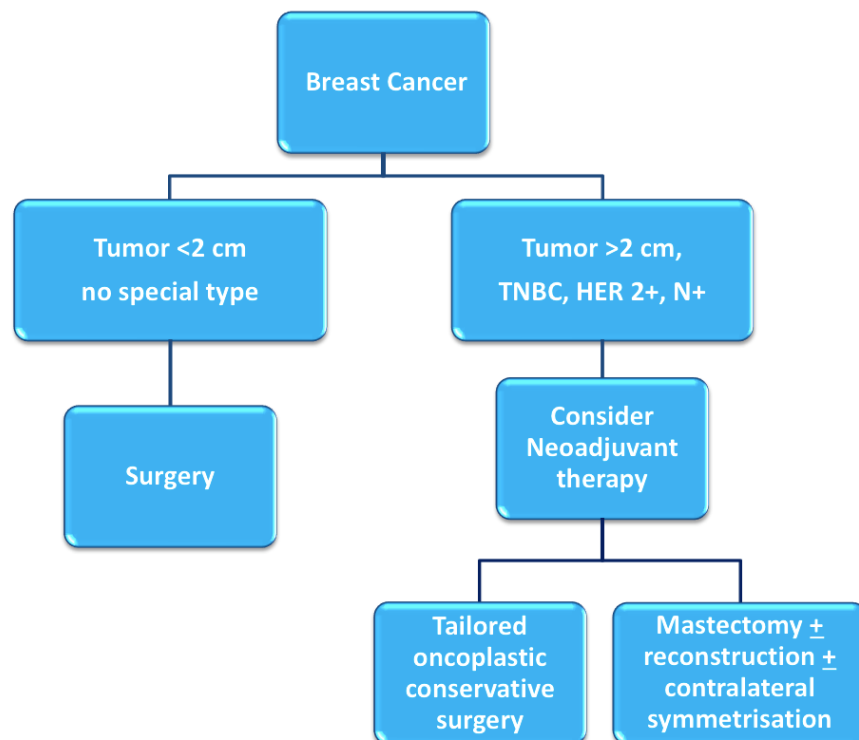 Breast Cancer
Tumor <2 cm
no special type
Tumor >2 cm,
TNBC, HER 2+, N+
Surgery
Consider
Neoadjuvant
therapy
Tailored
oncoplastic
conservative
surgery
Mastectomy ±
reconstruction ±
contralateral
symmetrisation